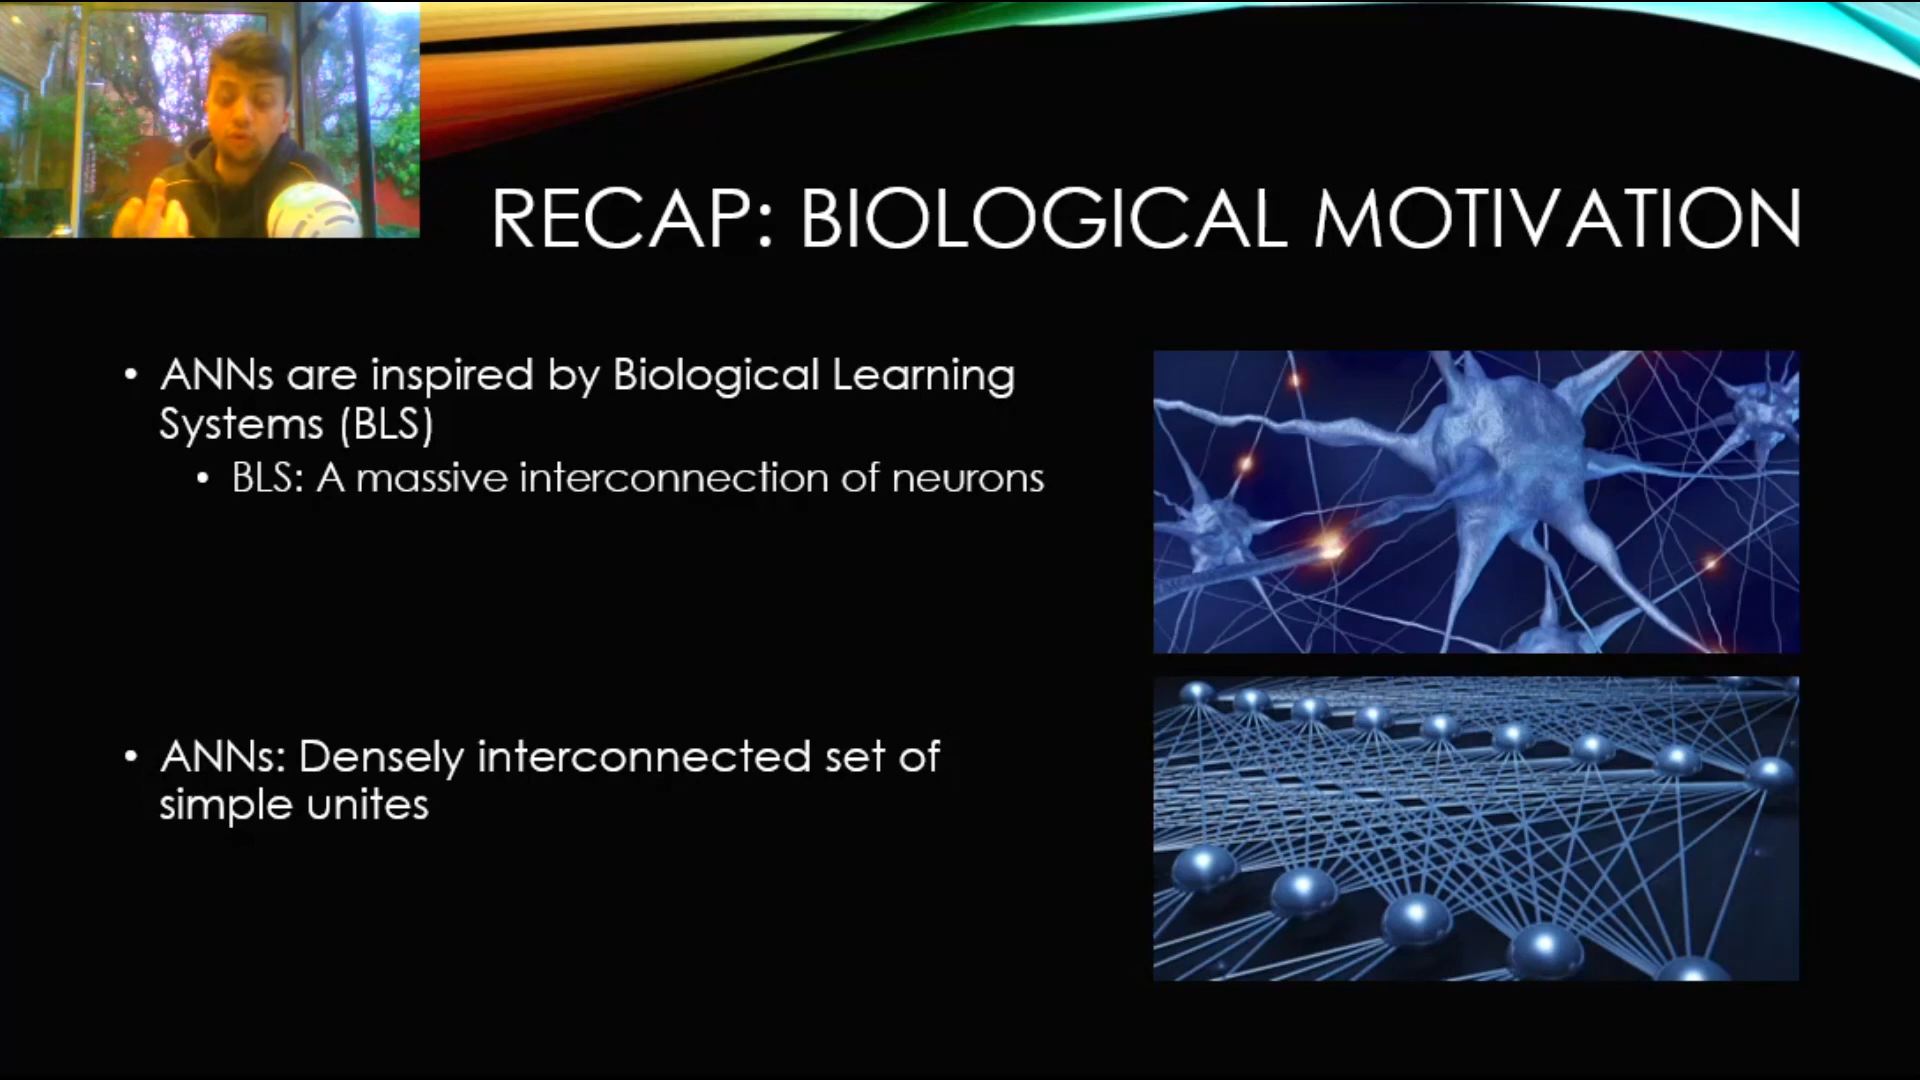 RECAP: BIOLOGICAL MOTIVATION
• ANNs are inspired by Biological Learning
Systems (BLS)
• BLS: A massive interconnection of neurons
• ANNs: Densely interconnected set of
simple unites